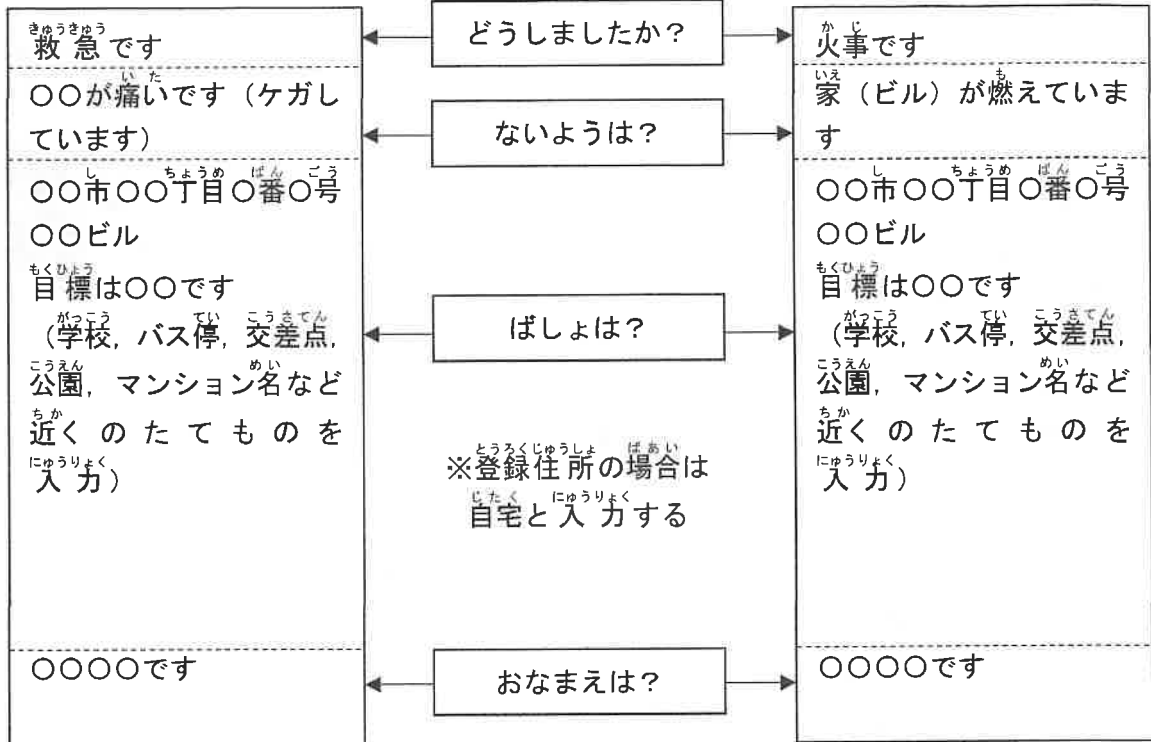 救急です
○○が痛いです（ケガし
ています）
○○市○○丁目○番○号
○○ビル
目標は○○です
（学校，バス停，交差点，
公園，マンション名など
近くのたてものを
入力）
○○○○です
どうしましたか？
ないようは？
ばしょは？
※登録住所の場合は
自宅と入力する
おなまえは？
火事です
家（ビル）が燃えていま
す
○○市○○丁目○番○号
○○ビル
目標は○○です
（学校，バス停，交差点，
公園，マンション名など
近くのたてものを
入力）
○○○○です